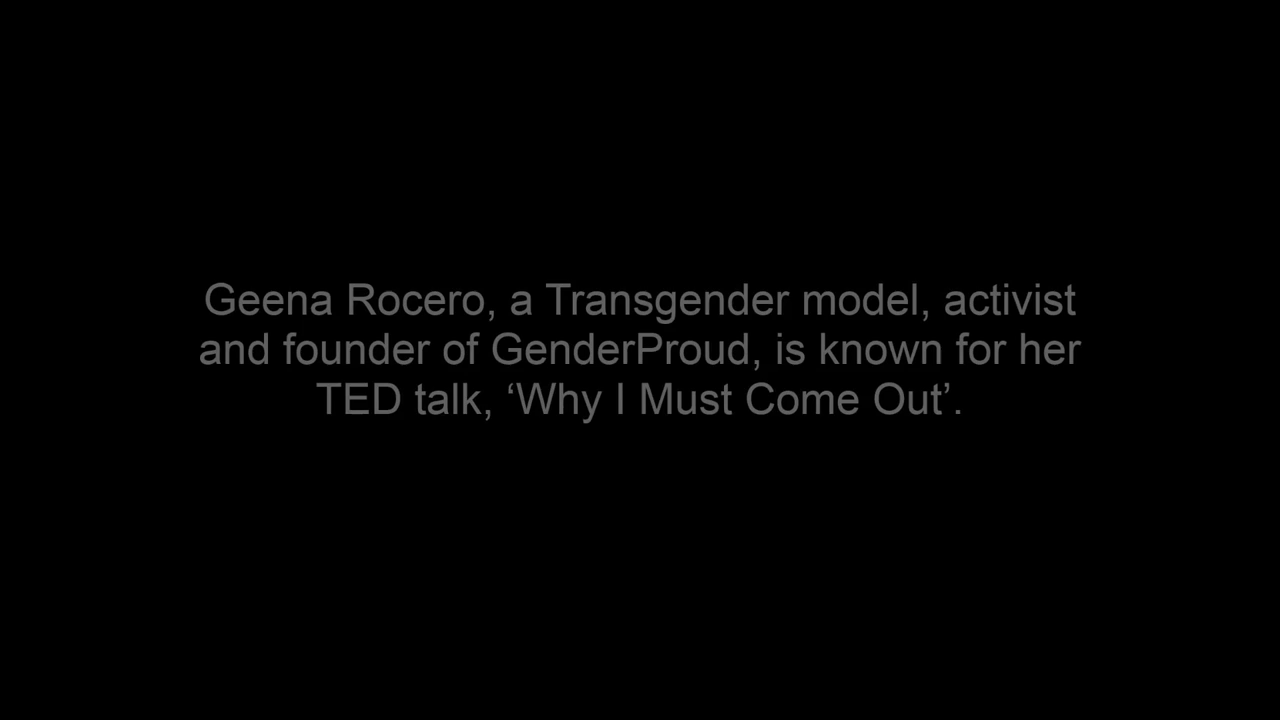 Geena Rocero, a Transgender model, activist
and founder of GenderProud, is known for her
TED talk, ‘Why I Must Come Out’.